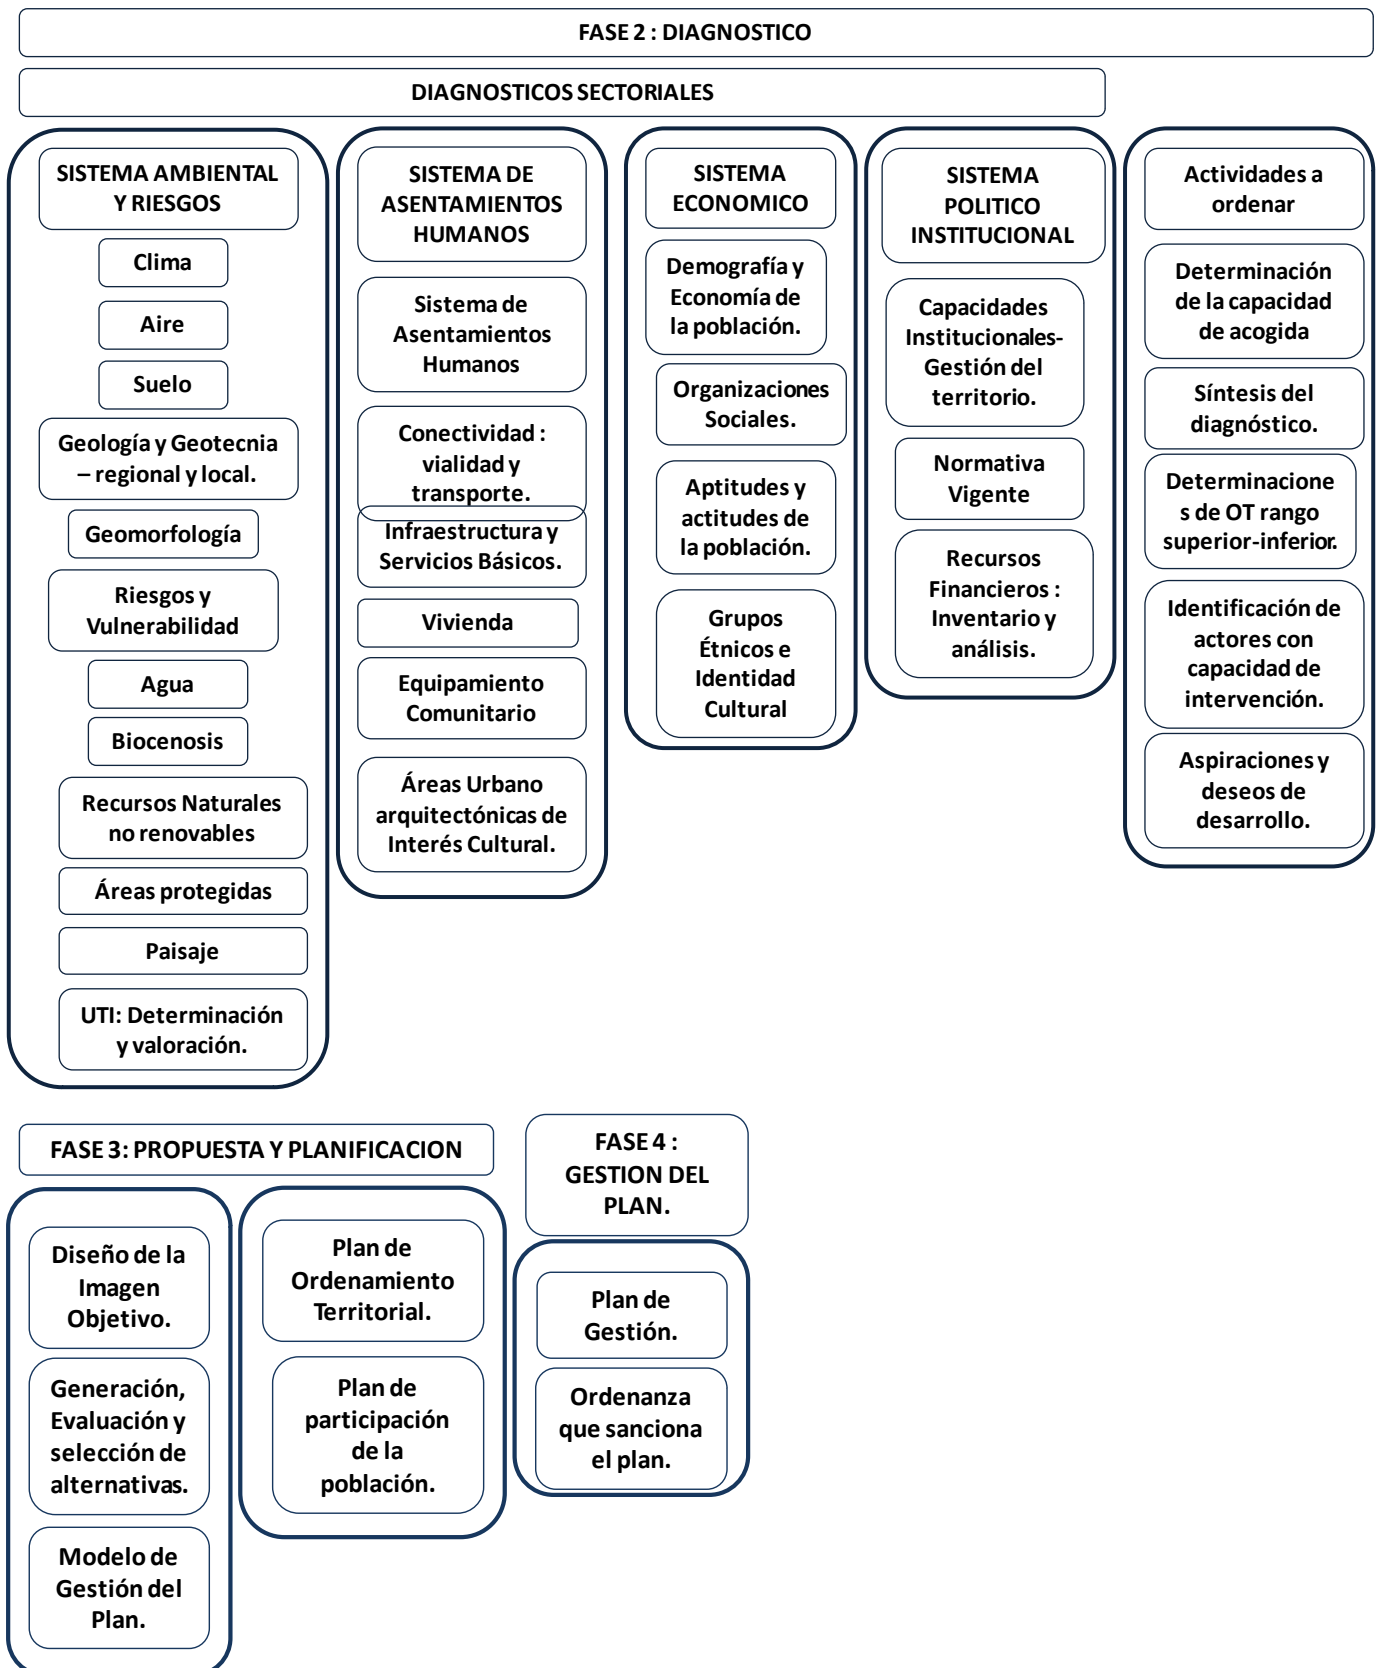 FASE 2 : DIAGNOSTICO
DIAGNOSTICOS SECTORIALES
SISTEMA AMBIENTAL
Y RIESGOS
Clima
Aire
Suelo
Geología y Geotecnia
– regional y local.
Geomorfología
Riesgos y
Vulnerabilidad
Agua
Biocenosis
Recursos Naturales
no renovables
Áreas protegidas
Paisaje
UTI: Determinación
y valoración.
SISTEMA DE
ASENTAMIENTOS
HUMANOS
Sistema de
Asentamientos
Humanos
Conectividad :
vialidad y
transporte.
Infraestructura y
Servicios Básicos.
Vivienda
Equipamiento
Comunitario
Áreas Urbano
arquitectónicas de
Interés Cultural.
SISTEMA
ECONOMICO
Demografía y
Economía de
la población.
Organizaciones
Sociales.
Aptitudes y
actitudes de
la población.
Grupos
Étnicos e
Identidad
Cultural
SISTEMA
POLITICO
INSTITUCIONAL
Capacidades
Institucionales-
Gestión del
territorio.
Normativa
Vigente
Recursos
Financieros :
Inventario y
análisis.
Actividades a
ordenar
Determinación
de la capacidad
de acogida
Síntesis del
diagnóstico.
Determinacione
s de OT rango
superior-inferior.
Identificación de
actores con
capacidad de
intervención.
Aspiraciones y
deseos de
desarrollo.
FASE 3: PROPUESTA Y PLANIFICACION
Diseño de la
Imagen
Objetivo.
Generación,
Evaluación y
selección de
alternativas.
Modelo de
Gestión del
Plan.
Plan de
Ordenamiento
Territorial.
Plan de
participación
de la
población.
FASE 4 :
GESTION DEL
PLAN.
Plan de
Gestión.
Ordenanza
que sanciona
el plan.